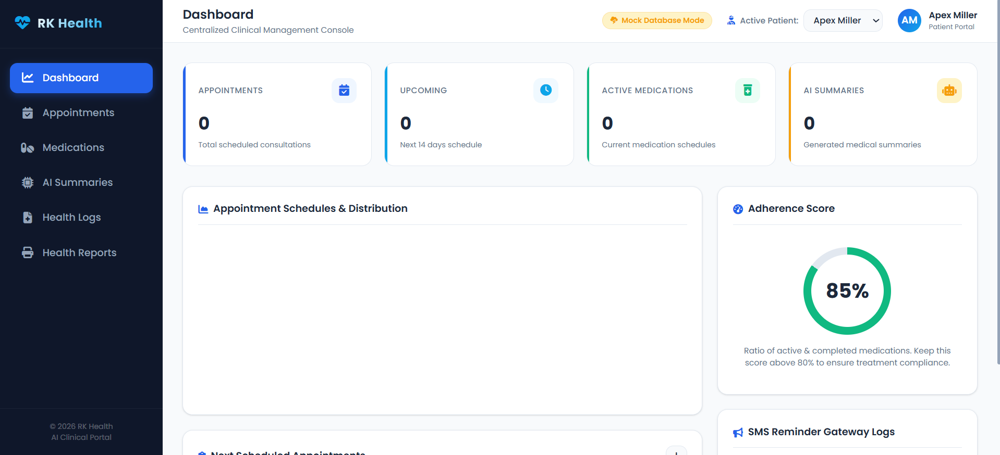 RK Health
Dashboard
Appointments
Medications
AI Summaries
Health Logs
Health Reports
© 2026 RK Health
AI Clinical Portal
Dashboard
Centralized Clinical Management Console
Mock Database Mode
Active Patient:
Apex Miller
AM
Apex Miller
Patient Portal
APPOINTMENTS
0
Total scheduled consultations
UPCOMING
0
Next 14 days schedule
ACTIVE MEDICATIONS
0
Current medication schedules
AI SUMMARIES
0
Generated medical summaries
Appointment Schedules & Distribution
Adherence Score
85%
Ratio of active & completed medications. Keep this
score above 80% to ensure treatment compliance.
Next Scheduled Appointments
SMS Reminder Gateway Logs